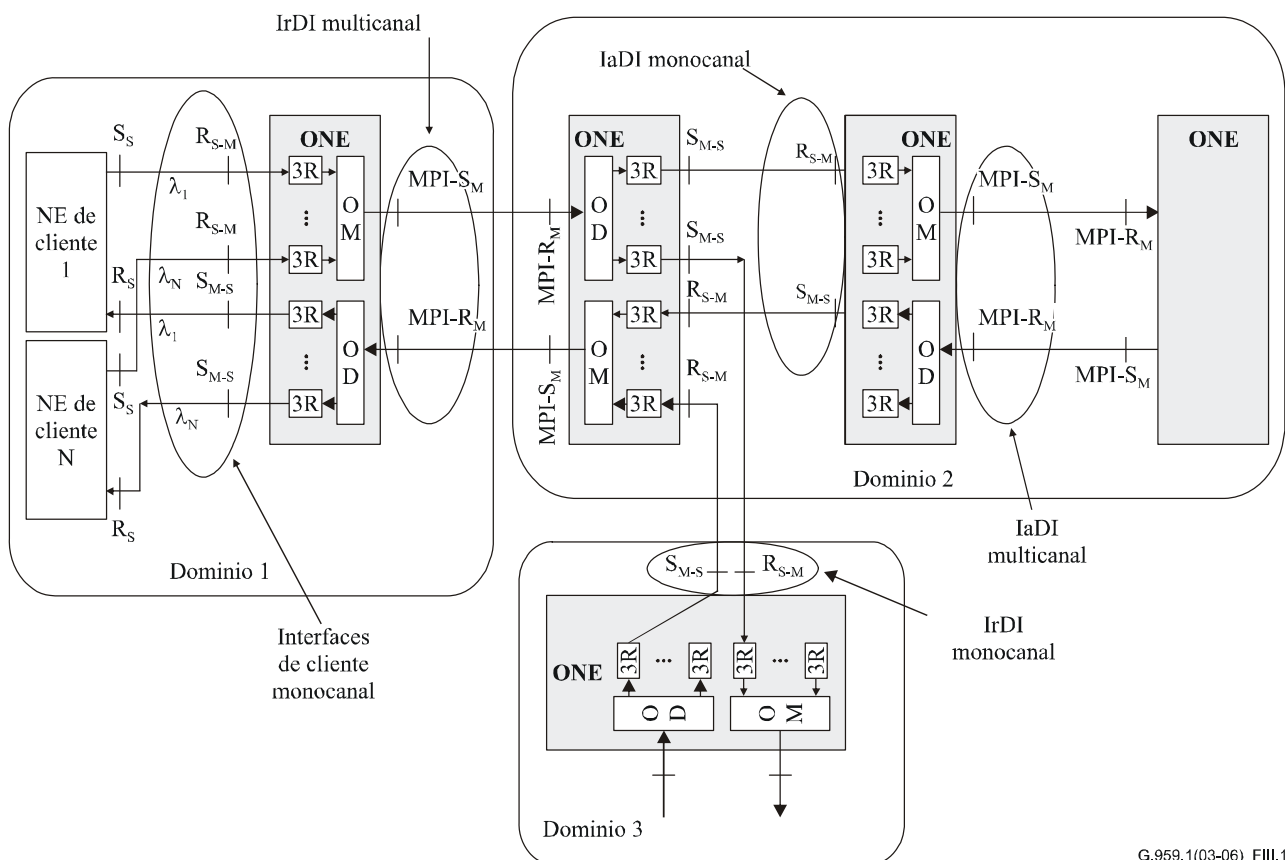 IrDI multicanal
IaDI monocanal
ONE
ONE
ONE
ONE
S_S
R_S-M
λ_1
3R
...
3R
O
M
MPI-S_M
MPI-R_M
O
D
3R
...
3R
S_M-S
S_M-S
R_S-M
3R
...
3R
O
M
MPI-S_M
MPI-R_M
NE de
cliente
1
R_S-M
λ_N
R_S
S_M-S
λ_1
3R
...
3R
O
D
MPI-R_M
MPI-S_M
O
M
3R
...
3R
R_S-M
R_S-M
S_M-S
3R
...
3R
O
D
MPI-R_M
MPI-S_M
NE de
cliente
N
S_S
S_M-S
λ_N
R_S
Dominio 1
Dominio 2
IaDI
multicanal
Interfaces
de cliente
monocanal
S_M-S
R_S-M
IrDI
monocanal
ONE
3R
...
3R
3R
...
3R
O
D
O
M
Dominio 3
G.959.1(03-06)_FIII.1